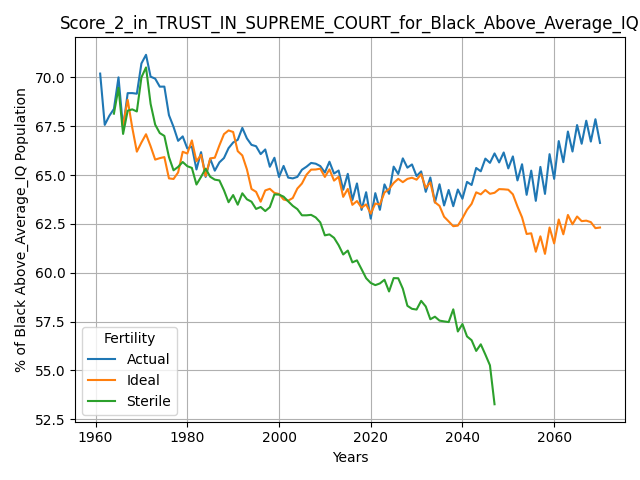 Score_2_in_TRUST_IN_SUPREME_COURT_for_Black_Above_Average_IQ
% of Black Above_Average_IQ Population
70.0
67.5
65.0
62.5
60.0
57.5
55.0
52.5
Fertility
Actual
Ideal
Sterile
1960
1980
2000
2020
2040
2060
Years